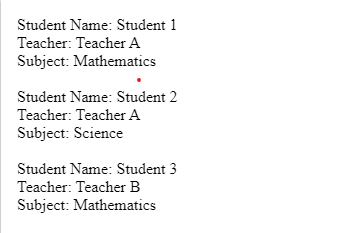 Student Name: Student 1
Teacher: Teacher A
Subject: Mathematics
Student Name: Student 2
Teacher: Teacher A
Subject: Science
Student Name: Student 3
Teacher: Teacher B
Subject: Mathematics